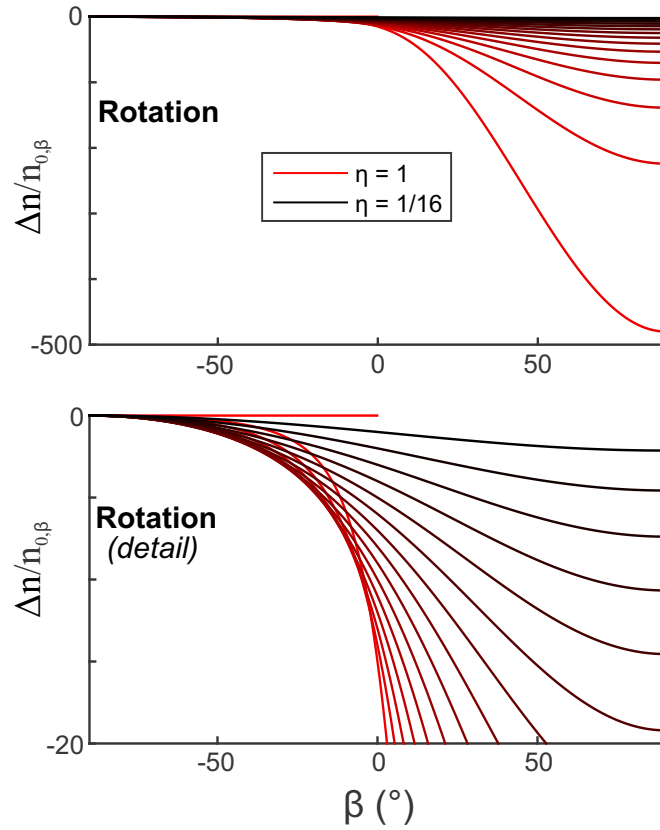 0
Rotation
Δn/n0,β
η = 1
η = 1/16
-500
-50
0
50
0
Rotation
(detail)
Δn/n0,β
-20
-50
0
50
β (°)